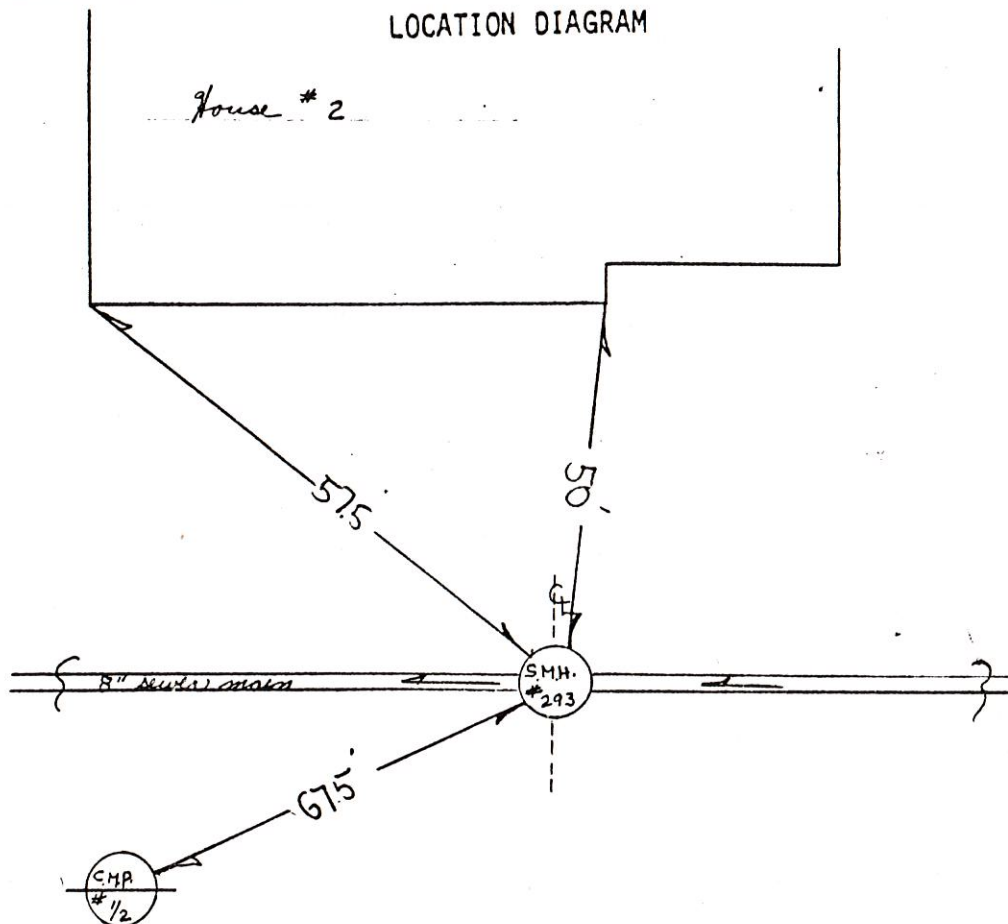 LOCATION DIAGRAM
House # 2
57.5
50'
℄
8" sewer main
S.M.H.
# 293
67.5'
C.M.P.
# 1/2